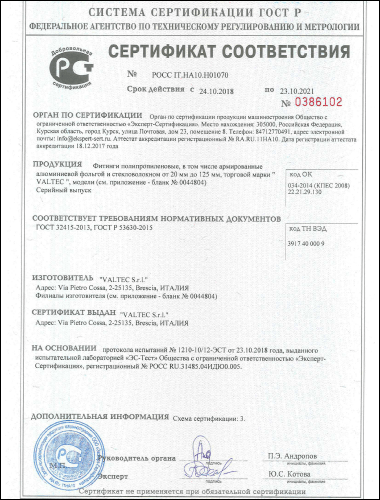 СИСТЕМА СЕРТИФИКАЦИИ ГОСТ Р
ФЕДЕРАЛЬНОЕ АГЕНТСТВО ПО ТЕХНИЧЕСКОМУ РЕГУЛИРОВАНИЮ И МЕТРОЛОГИИ
Добровольная
сертификация
СЕРТИФИКАТ СООТВЕТСТВИЯ
№ РОСС IT.НА10.Н01070
Срок действия с 24.10.2018 по 23.10.2021
№ 0386102
ОРГАН ПО СЕРТИФИКАЦИИ Орган по сертификации продукции машиностроения Общество с
ограниченной ответственностью «Эксперт-Сертификация». Место нахождения: 305000, Российская Федерация,
Курская область, город Курск, улица Почтовая, дом 23, помещение 8. Телефон: 84712770491, адрес электронной
почты: info@ekspert-sert.ru. Аттестат аккредитации регистрационный № RA.RU.11НА10. Дата регистрации аттестата
аккредитации 18.12.2017 года
ПРОДУКЦИЯ Фитинги полипропиленовые, в том числе армированные
алюминиевой фольгой и стекловолокном от 20 мм до 125 мм, торговой марки "
VALTEC ", модели (см. приложение - бланк № 0044804)
Серийный выпуск
код ОК
034-2014 (КПЕС 2008)
22.21.29.130
СООТВЕТСТВУЕТ ТРЕБОВАНИЯМ НОРМАТИВНЫХ ДОКУМЕНТОВ
ГОСТ 32415-2013, ГОСТ Р 53630-2015
код ТН ВЭД
3917 40 000 9
ИЗГОТОВИТЕЛЬ "VALTEC S.r.l."
Адрес: Via Pietro Cossa, 2-25135, Brescia, ИТАЛИЯ
Филиалы изготовителя (см. приложение - бланк № 0044804)
СЕРТИФИКАТ ВЫДАН "VALTEC S.r.l."
Адрес: Via Pietro Cossa, 2-25135, Brescia, ИТАЛИЯ
НА ОСНОВАНИИ протокола испытаний № 1210-10/12-ЭСТ от 23.10.2018 года, выданного
испытательной лабораторией «ЭС-Тест» Общества с ограниченной ответственностью «Эксперт-
Сертификация», регистрационный № РОСС RU.31485.04ИДЮ0.005.
ДОПОЛНИТЕЛЬНАЯ ИНФОРМАЦИЯ Схема сертификации: 3.
М.П.
Руководитель органа
подпись
П.Э. Андропов
инициалы, фамилия
Эксперт
подпись
Ю.С. Котова
инициалы, фамилия
Сертификат не применяется при обязательной сертификации